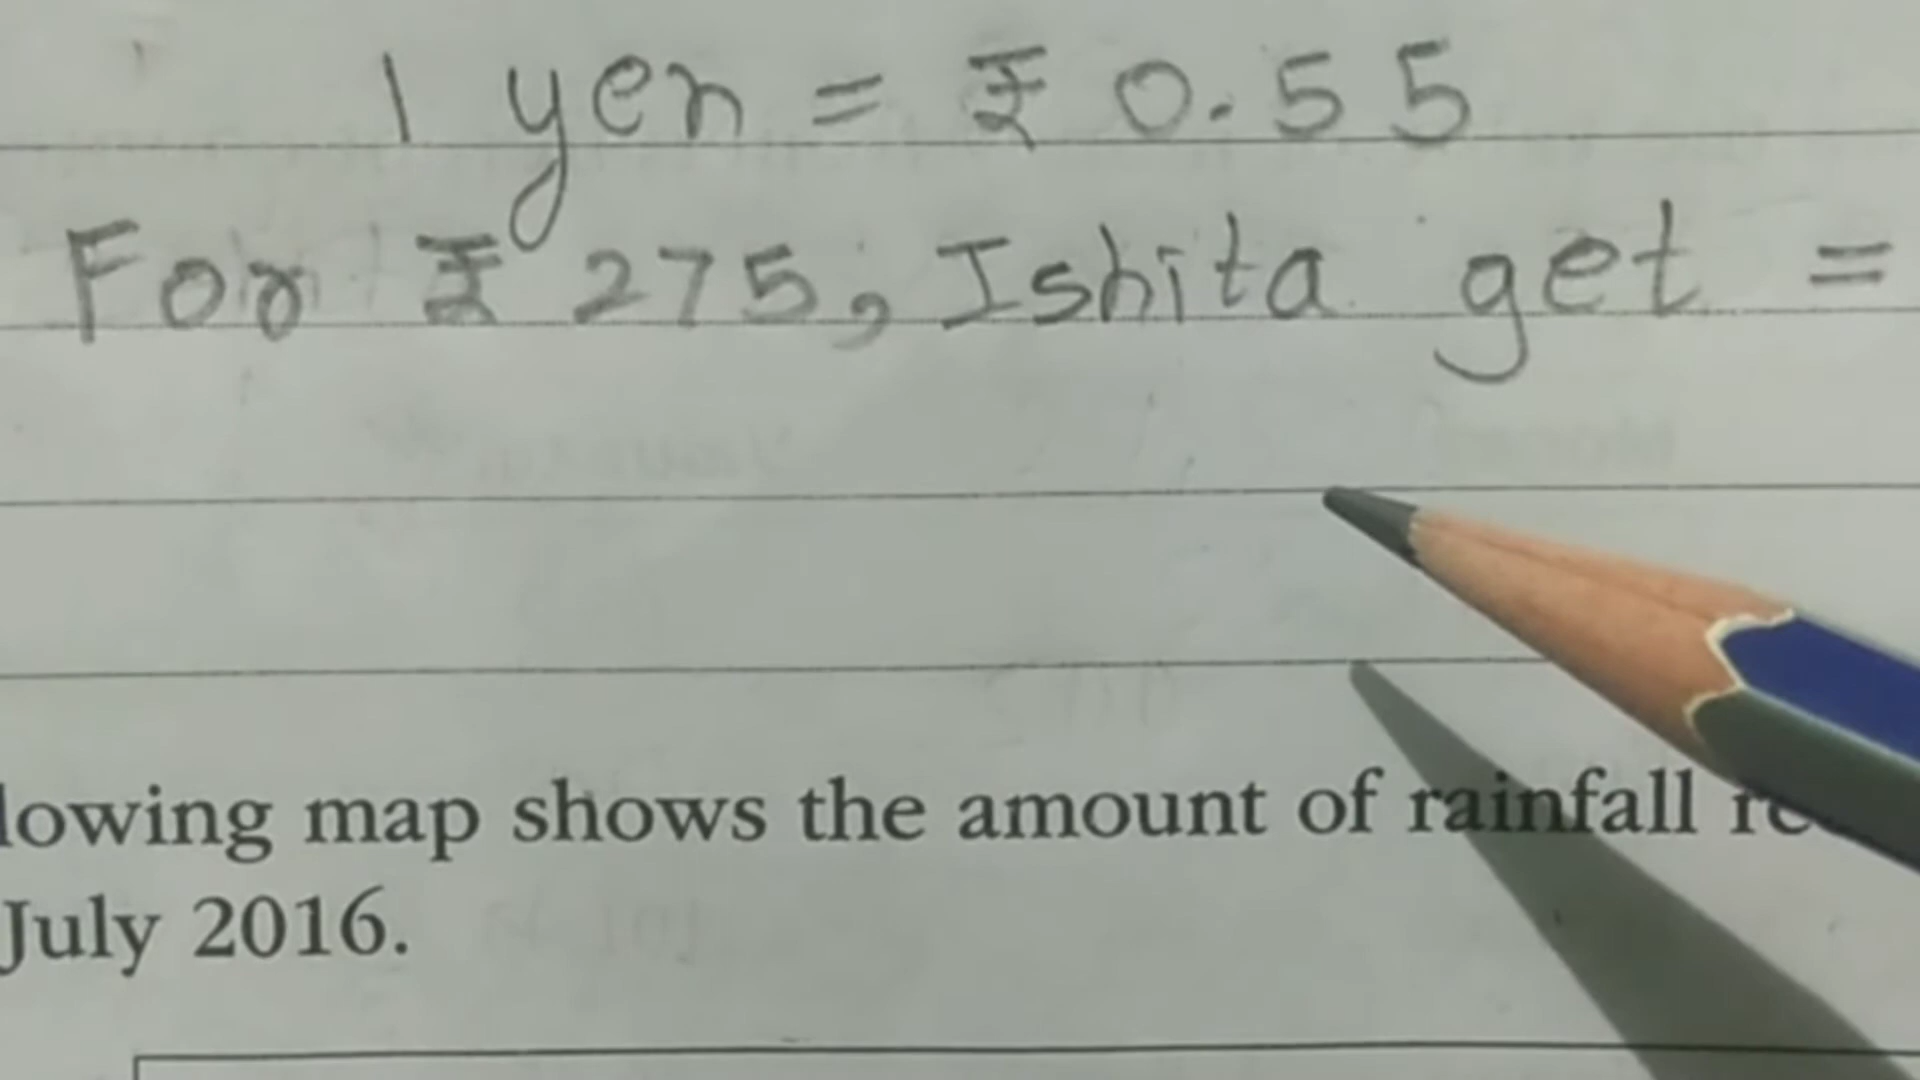 1 yen = ₹ 0.55
For ₹ 275, Ishita get =
lowing map shows the amount of rainfall
July 2016.